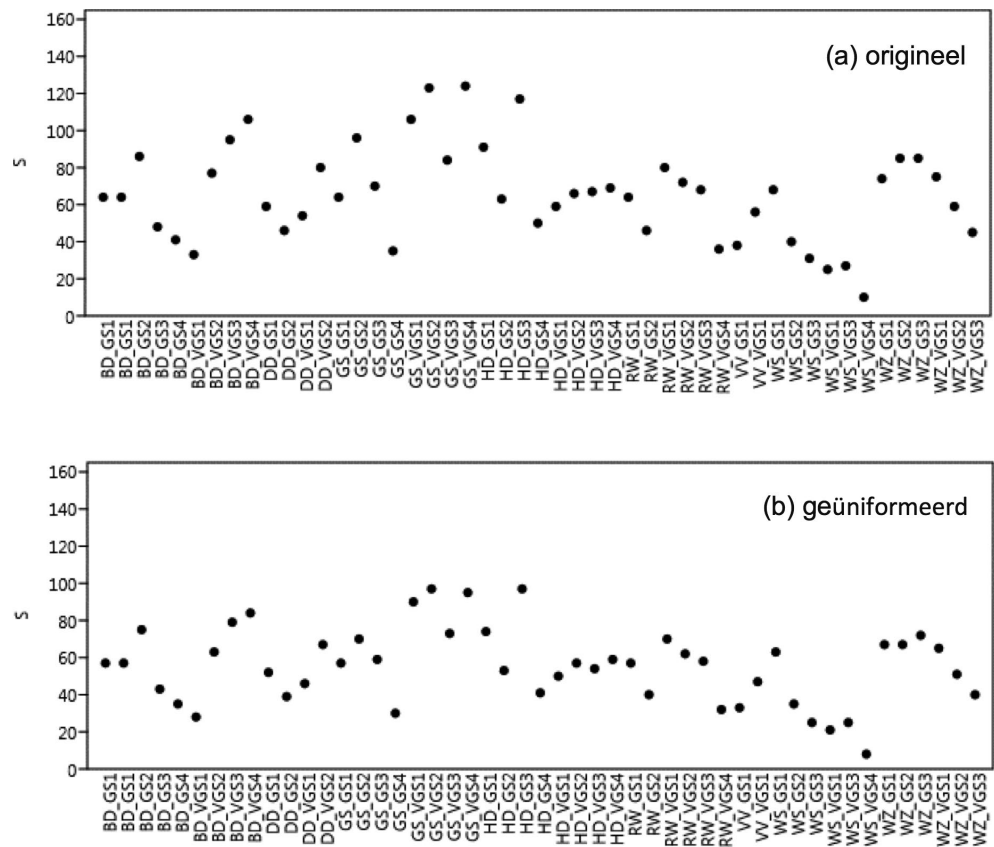 160
140
120
100
80
60
40
20
0
S
(a) origineel
BD_GS1
BD_GS1
BD_GS2
BD_GS3
BD_GS4
BD_VGS1
BD_VGS2
BD_VGS3
BD_VGS4
DD_GS1
DD_GS2
DD_VGS1
DD_VGS2
GS_GS1
GS_GS2
GS_GS3
GS_GS4
GS_VGS1
GS_VGS2
GS_VGS3
GS_VGS4
HD_GS1
HD_GS2
HD_GS3
HD_GS4
HD_VGS1
HD_VGS2
HD_VGS3
HD_VGS4
RW_GS1
RW_GS2
RW_VGS1
RW_VGS2
RW_VGS3
RW_VGS4
VV_GS1
VV_VGS1
WS_GS1
WS_GS2
WS_GS3
WS_VGS1
WS_VGS3
WS_VGS4
WZ_GS1
WZ_GS2
WZ_GS3
WZ_VGS1
WZ_VGS2
WZ_VGS3
160
140
120
100
80
60
40
20
0
S
(b) geüniformeerd
BD_GS1
BD_GS1
BD_GS2
BD_GS3
BD_GS4
BD_VGS1
BD_VGS2
BD_VGS3
BD_VGS4
DD_GS1
DD_GS2
DD_VGS1
DD_VGS2
GS_GS1
GS_GS2
GS_GS3
GS_GS4
GS_VGS1
GS_VGS2
GS_VGS3
GS_VGS4
HD_GS1
HD_GS2
HD_GS3
HD_GS4
HD_VGS1
HD_VGS2
HD_VGS3
HD_VGS4
RW_GS1
RW_GS2
RW_VGS1
RW_VGS2
RW_VGS3
RW_VGS4
VV_GS1
VV_VGS1
WS_GS1
WS_GS2
WS_GS3
WS_VGS1
WS_VGS3
WS_VGS4
WZ_GS1
WZ_GS2
WZ_GS3
WZ_VGS1
WZ_VGS2
WZ_VGS3